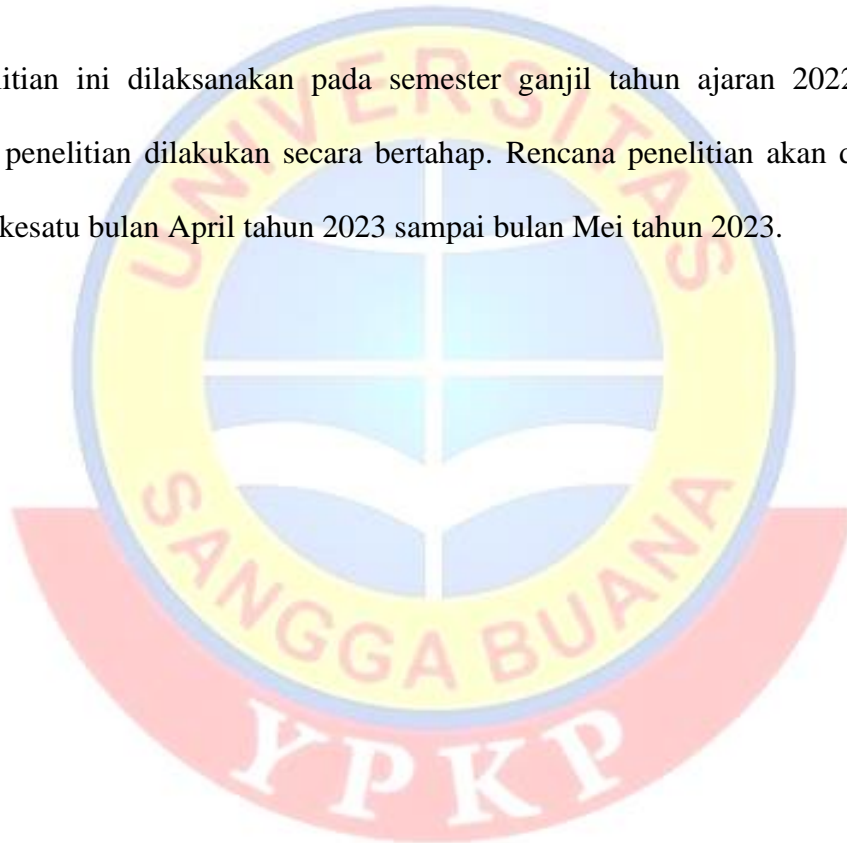 litian ini dilaksanakan pada semester ganjil tahun ajaran 2022
penelitian dilakukan secara bertahap. Rencana penelitian akan d
kesatu bulan April tahun 2023 sampai bulan Mei tahun 2023.
UNIVERSITAS
SANGGA BUANA
YPKP